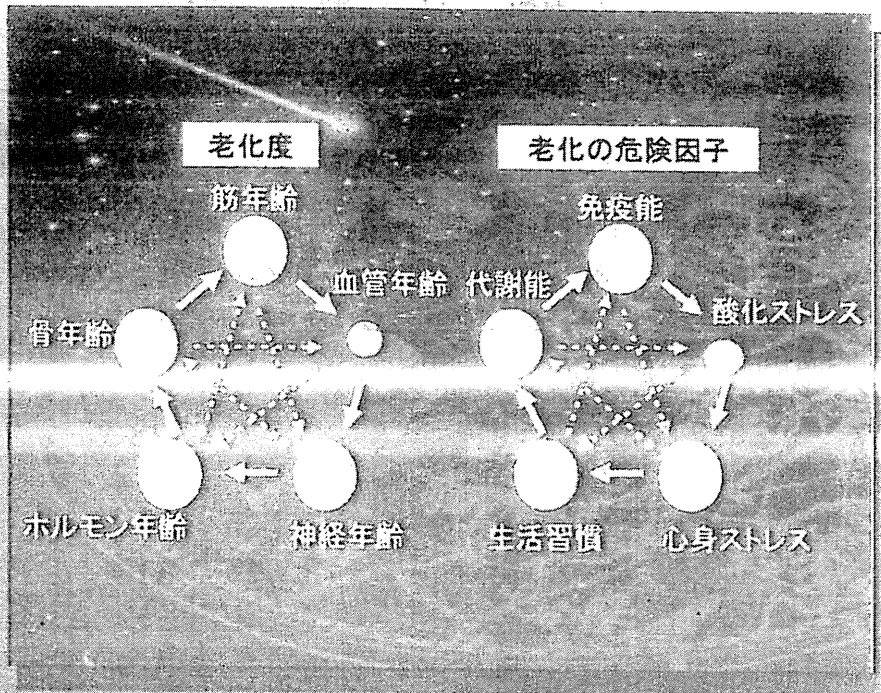 老化度
筋年齢
血管年齢
骨年齢
ホルモン年齢
神経年齢
老化の危険因子
免疫能
代謝能
酸化ストレス
生活習慣
心身ストレス